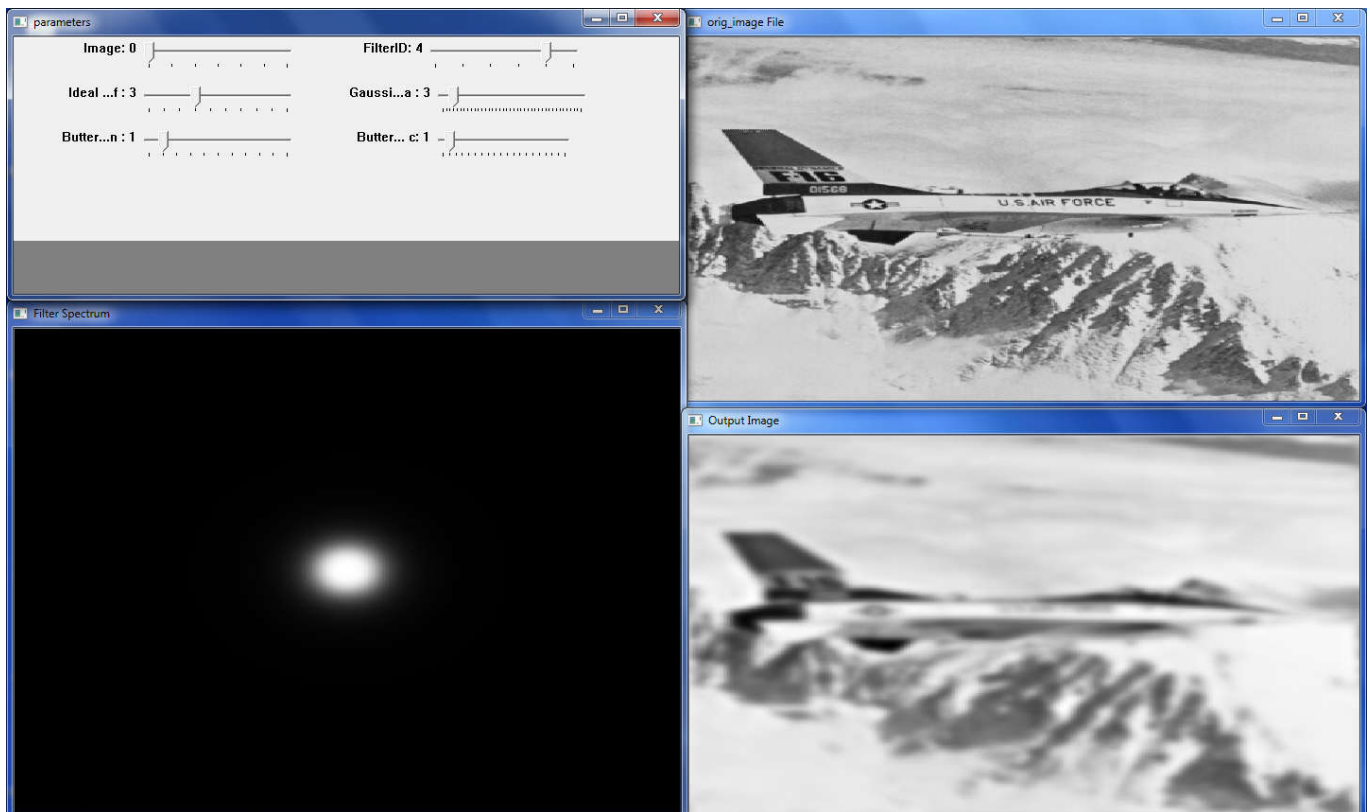 parameters
Image: 0
FilterID: 4
Ideal ...f : 3
Gaussi...a : 3
Butter...n : 1
Butter... c: 1
orig_image File
F16
01568
U.S.AIR FORCE
Filter Spectrum
Output Image